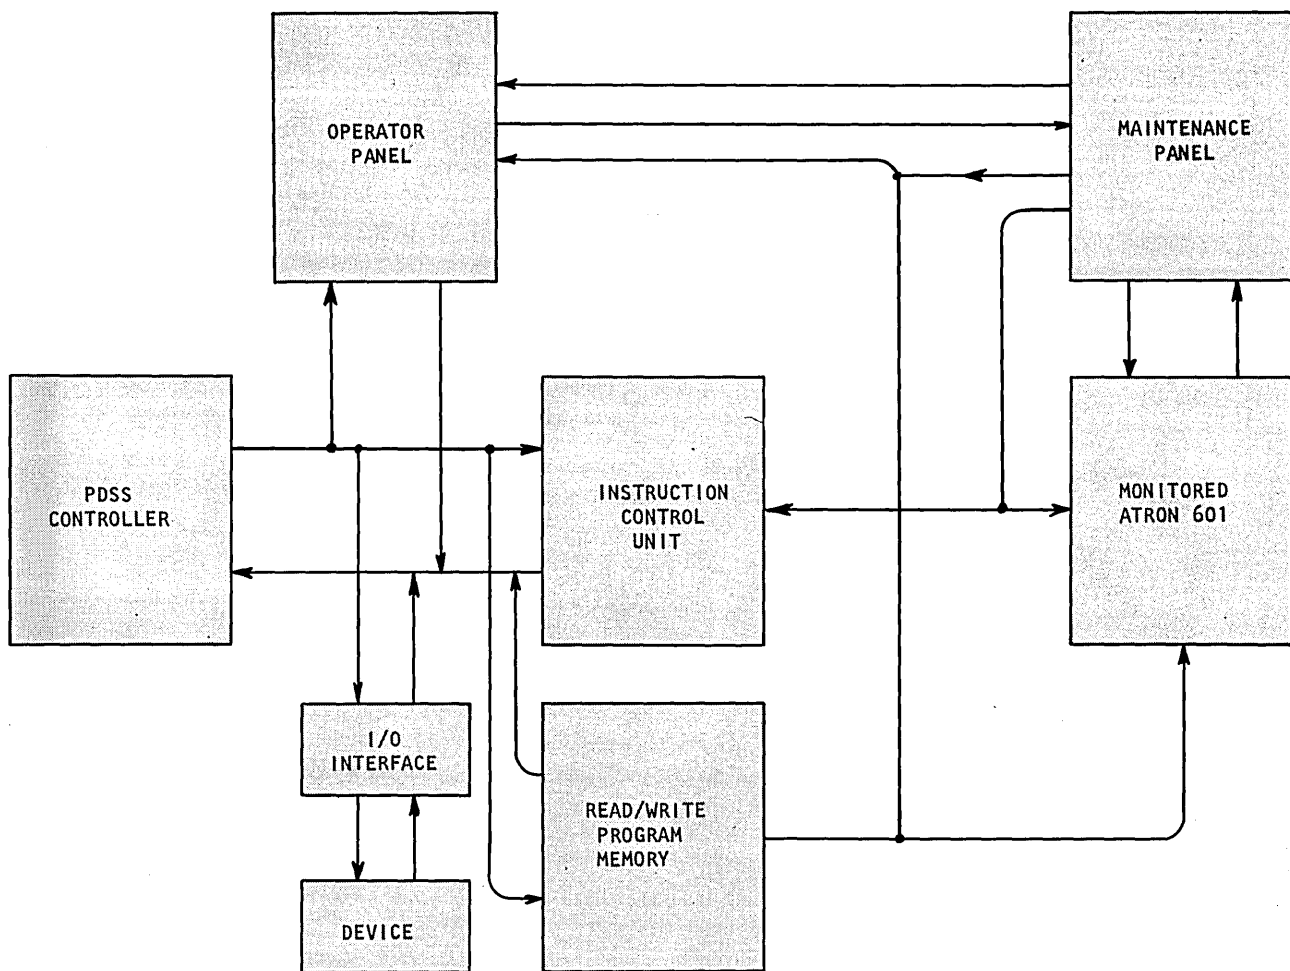 OPERATOR
PANEL
MAINTENANCE
PANEL
PDSS
CONTROLLER
INSTRUCTION
CONTROL
UNIT
MONITORED
ATRON 601
I/O
INTERFACE
READ/WRITE
PROGRAM
MEMORY
DEVICE